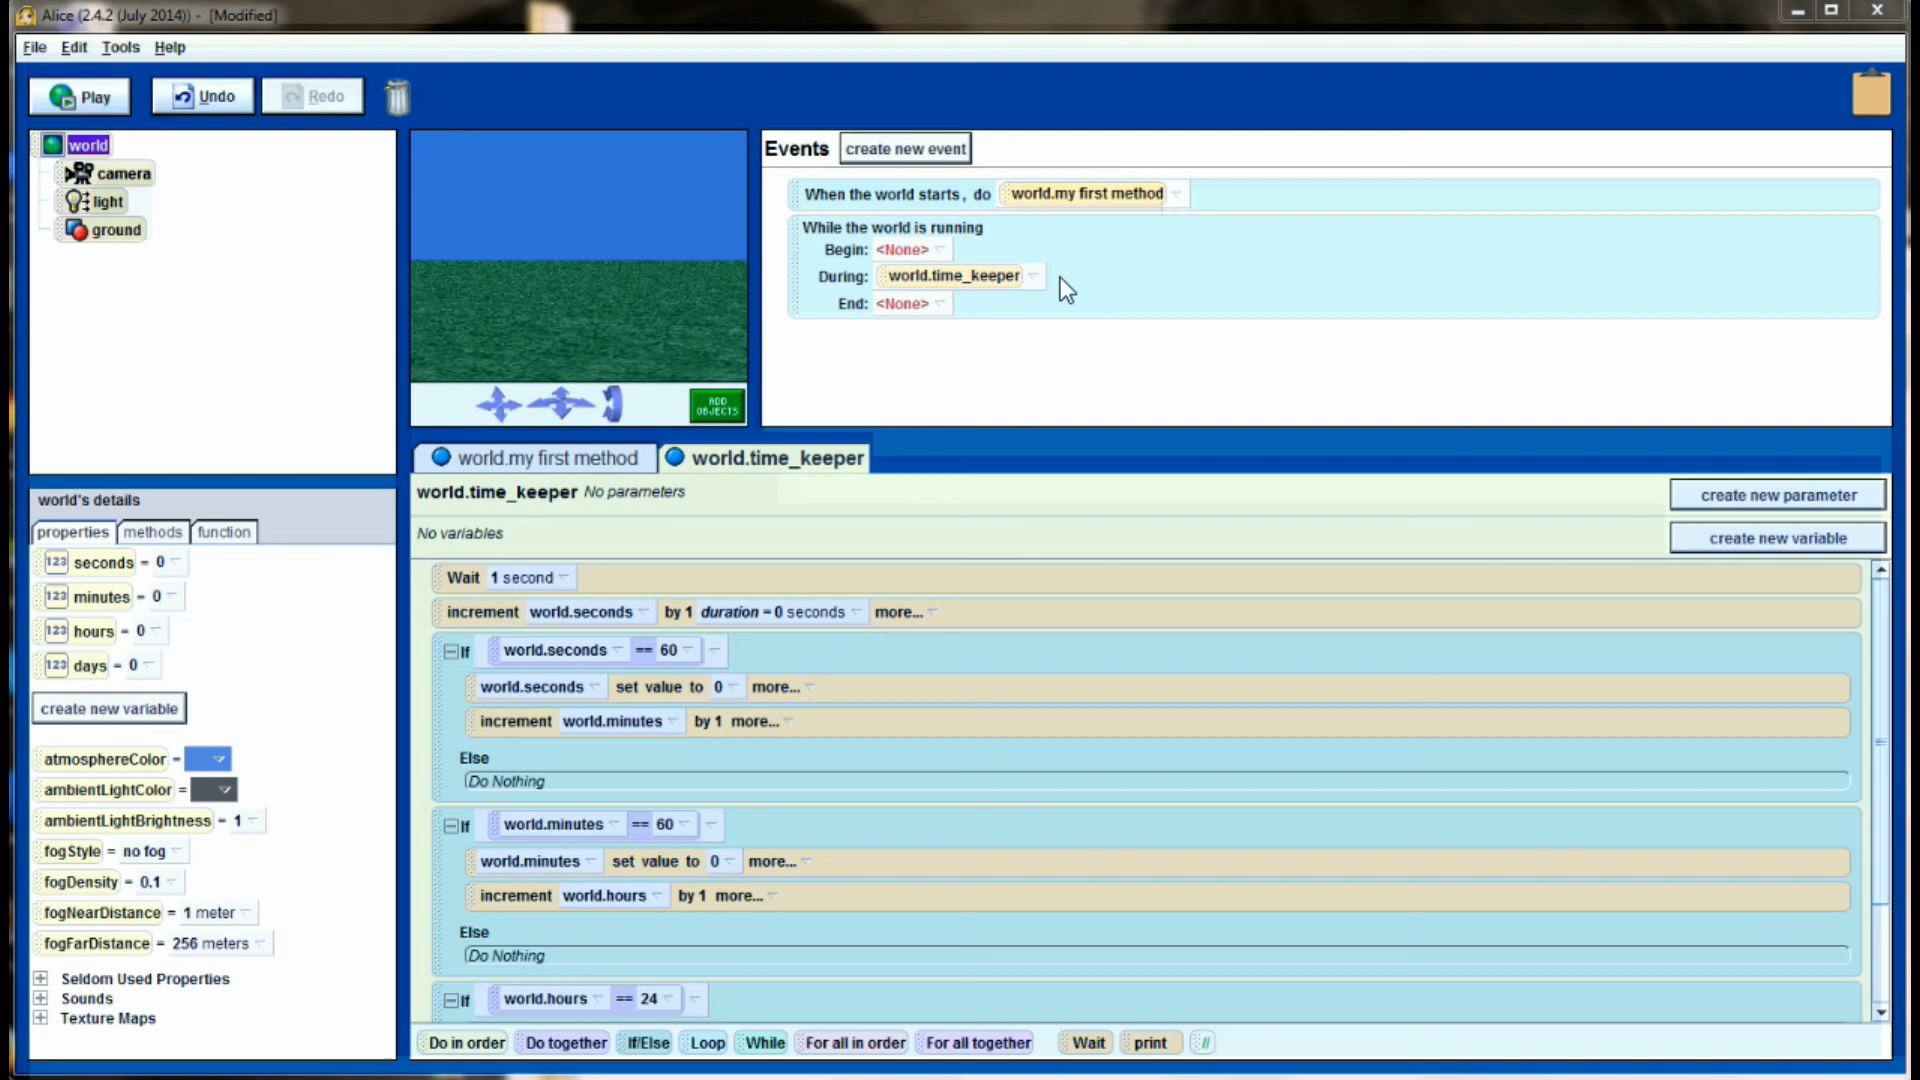 Alice (2.4.2 (July 2014)) - [Modified]
File Edit Tools Help
Play Undo Redo
world
camera
light
ground
ADD
OBJECTS
Events create new event
When the world starts, do world.my first method
While the world is running
Begin: <None>
During: world.time_keeper
End: <None>
world's details
properties methods function
123 seconds = 0
123 minutes = 0
123 hours = 0
123 days = 0
create new variable
atmosphereColor =
ambientLightColor =
ambientLightBrightness = 1
fogStyle = no fog
fogDensity = 0.1
fogNearDistance = 1 meter
fogFarDistance = 256 meters
Seldom Used Properties
Sounds
Texture Maps
world.my first method world.time_keeper
world.time_keeper No parameters create new parameter
No variables create new variable
Wait 1 second
increment world.seconds by 1 duration = 0 seconds more...
If world.seconds == 60
world.seconds set value to 0 more...
increment world.minutes by 1 more...
Else
Do Nothing
If world.minutes == 60
world.minutes set value to 0 more...
increment world.hours by 1 more...
Else
Do Nothing
If world.hours == 24
Do in order Do together If/Else Loop While For all in order For all together Wait print //